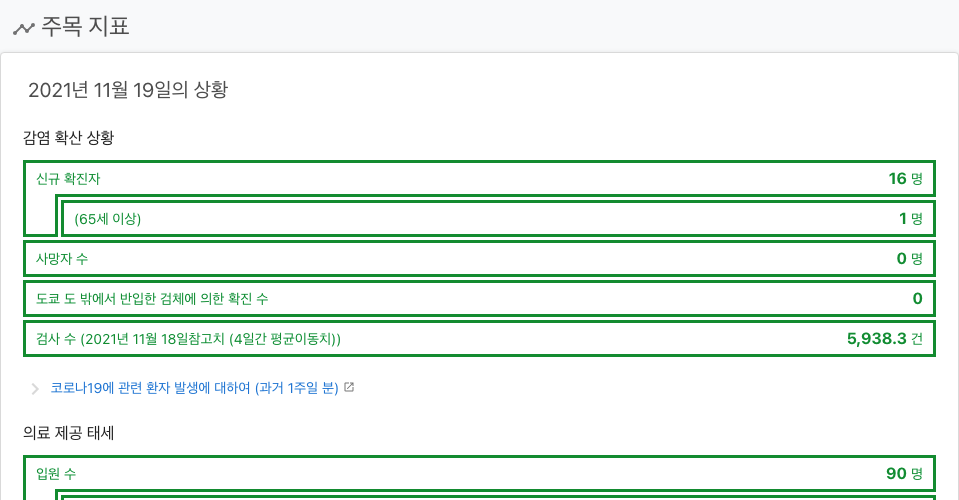 주목 지표
2021년 11월 19일의 상황
감염 확산 상황
신규 확진자 16 명
(65세 이상) 1 명
사망자 수 0 명
도쿄 도 밖에서 반입한 검체에 의한 확진 수 0
검사 수 (2021년 11월 18일참고치 (4일간 평균이동치)) 5,938.3 건
코로나19에 관련 환자 발생에 대하여 (과거 1주일 분)
의료 제공 태세
입원 수 90 명